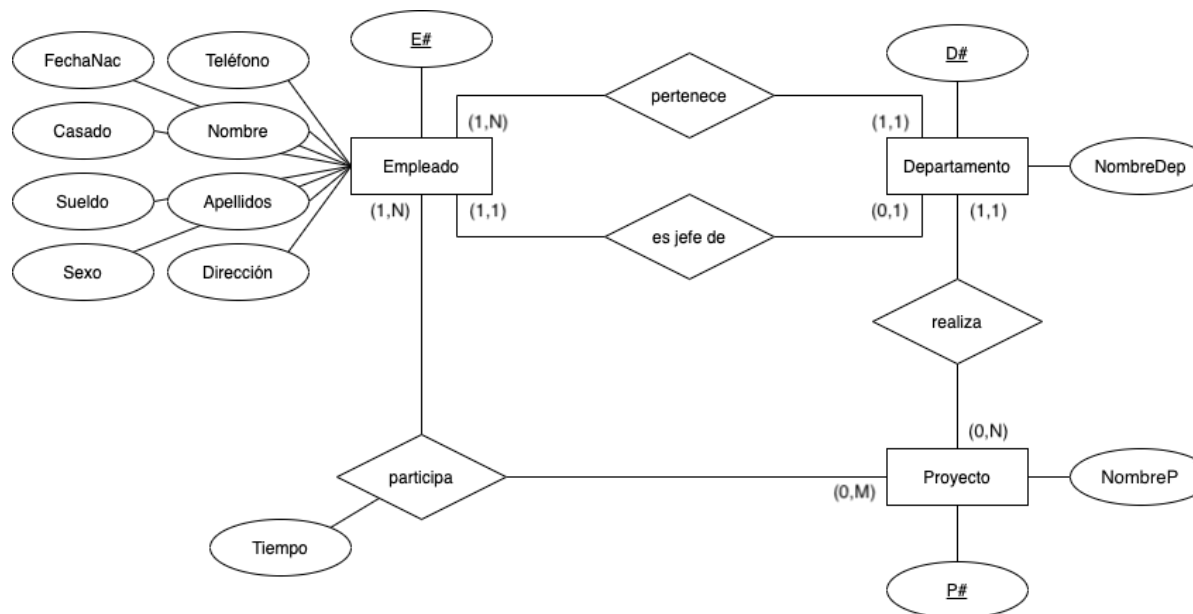 E#
FechaNac
Teléfono
D#
pertenece
Casado
Nombre
(1,N)
(1,1)
Empleado
Departamento
NombreDep
Sueldo
Apellidos
(1,N)
(1,1)
(0,1)
(1,1)
es jefe de
Sexo
Dirección
realiza
(0,N)
participa
Proyecto
NombreP
(0,M)
Tiempo
P#